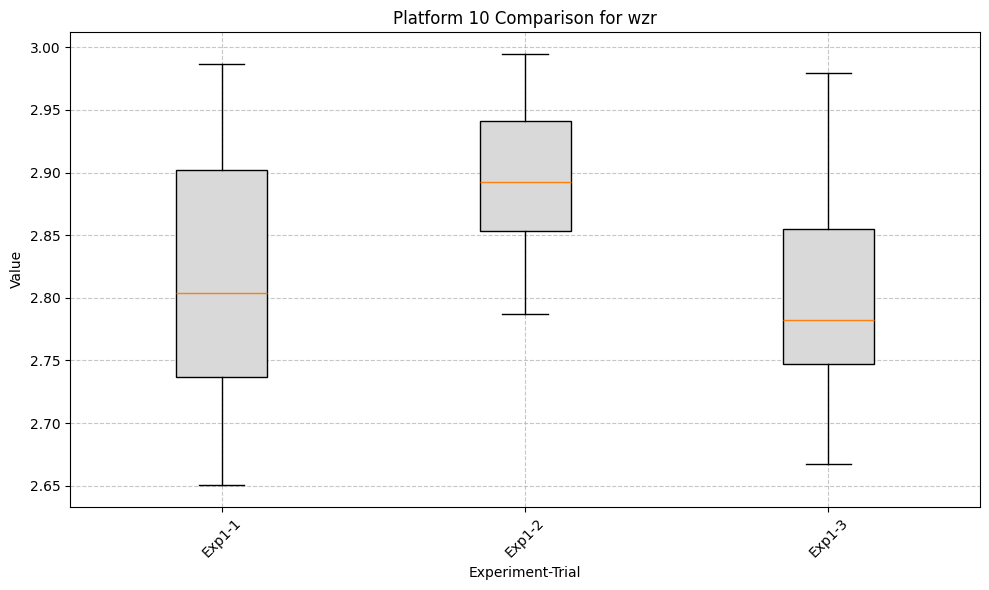 Platform 10 Comparison for wzr
3.00
2.95
2.90
2.85
2.80
2.75
2.70
2.65
Value
Exp1-1
Exp1-2
Exp1-3
Experiment-Trial